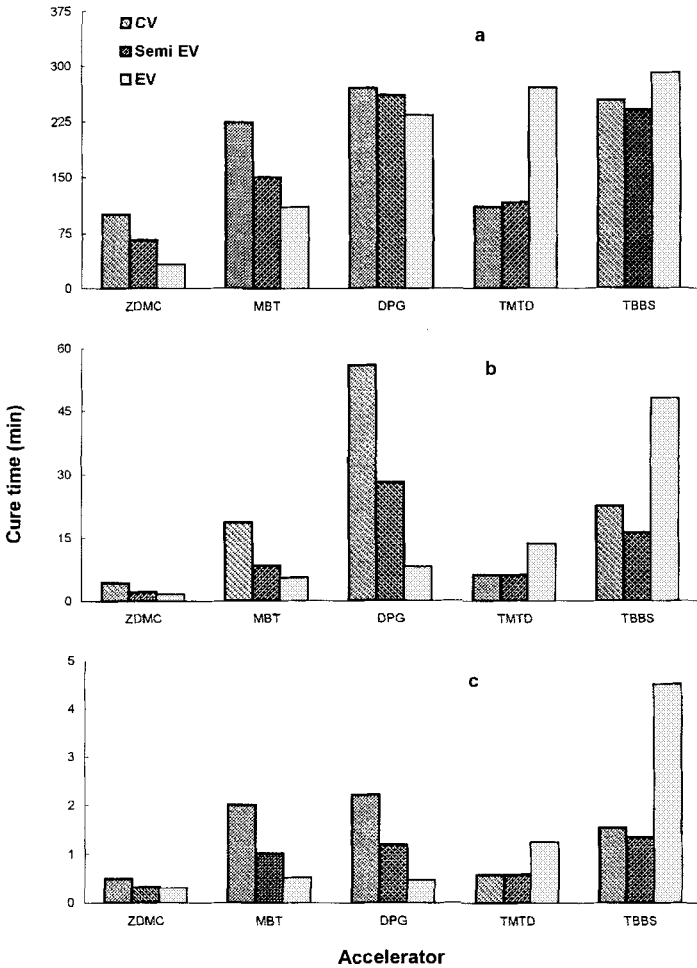 375
300
225
150
75
0
CV
Semi EV
EV
a
ZDMC MBT DPG TMTD TBBS
60
45
30
15
0
b
ZDMC MBT DPG TMTD TBBS
Cure time (min)
5
4
3
2
1
0
c
ZDMC MBT DPG TMTD TBBS
Accelerator